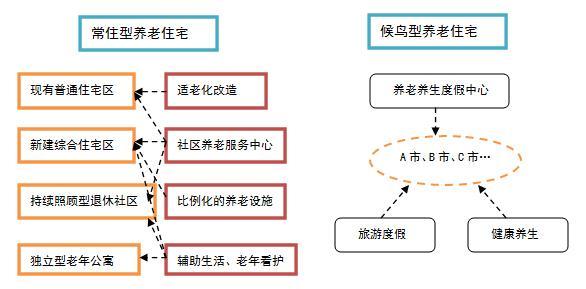 常住型养老住宅
候鸟型养老住宅
现有普通住宅区
适老化改造
养老养生度假中心
新建综合住宅区
社区养老服务中心
A市、B市、C市…
持续照顾型退休社区
比例化的养老设施
旅游度假
健康养生
独立型老年公寓
辅助生活、老年看护